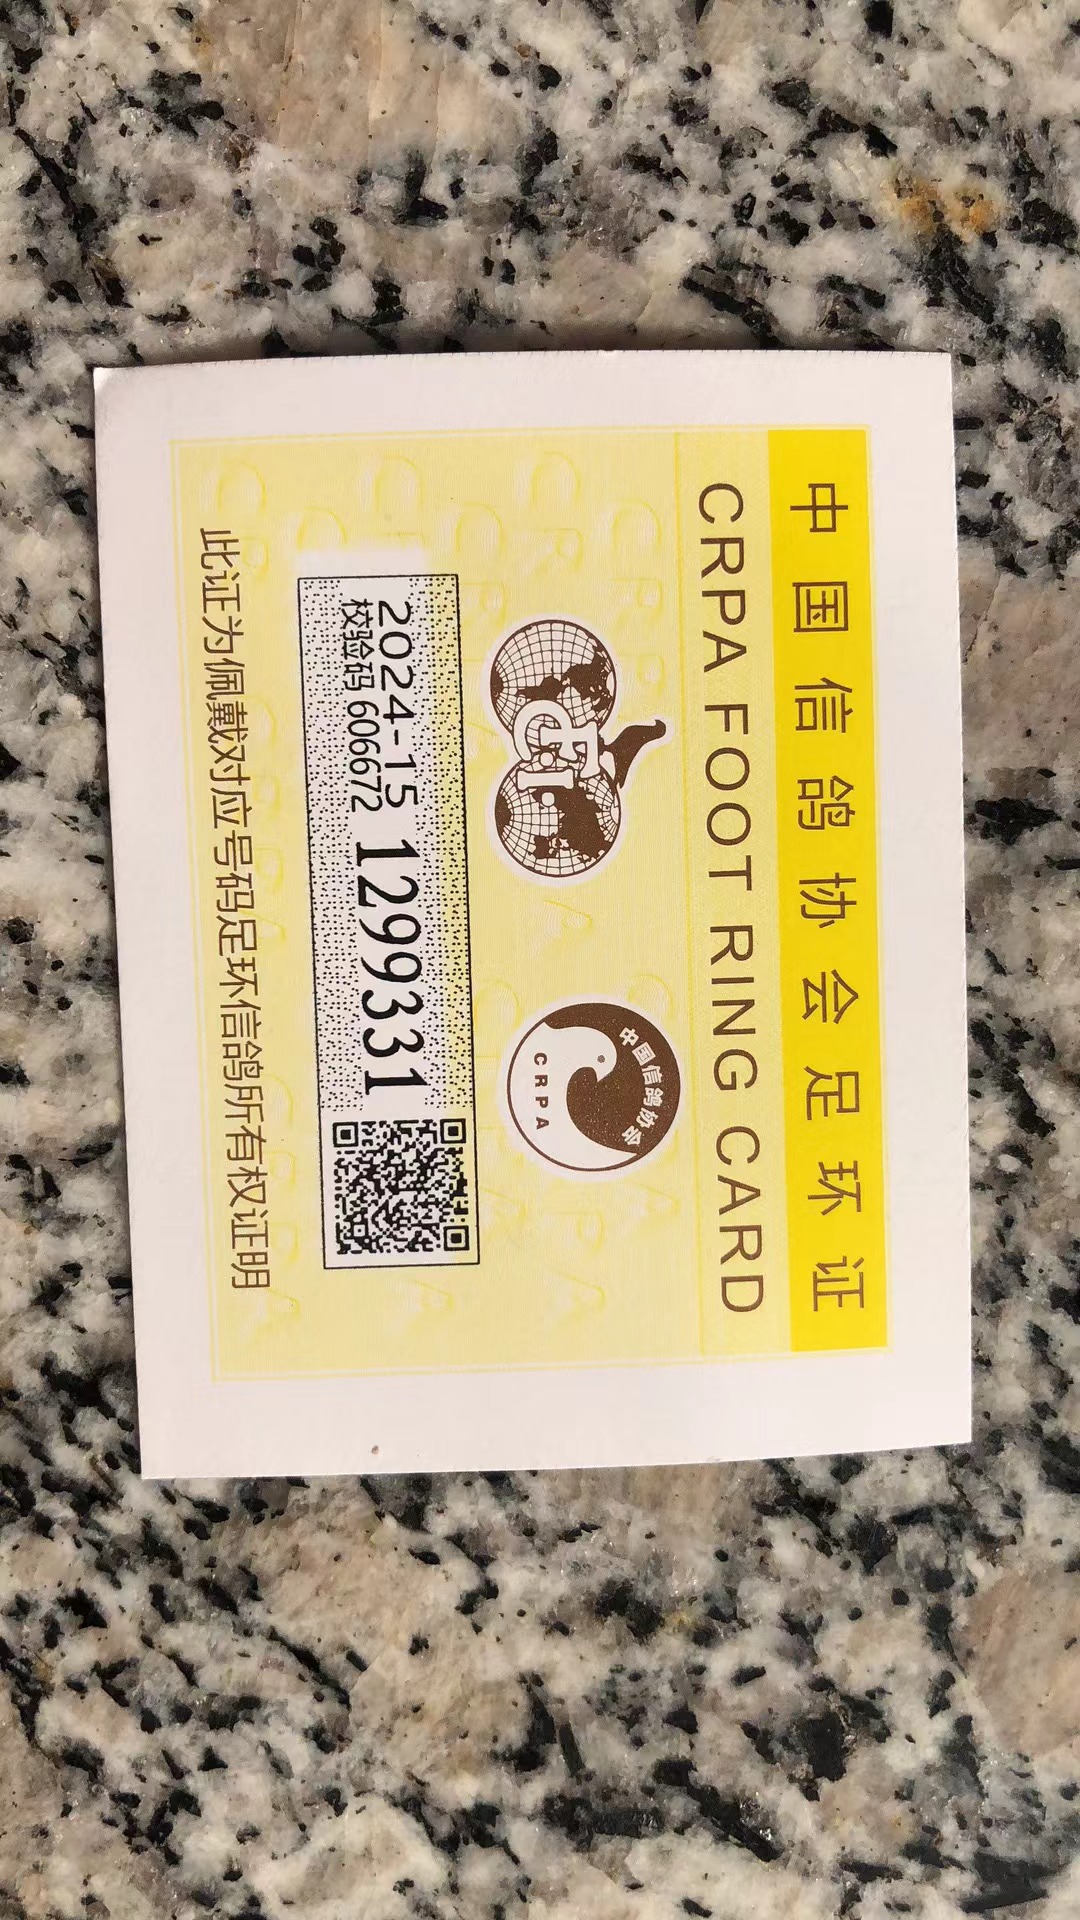 中国信鸽协会足环证
CRPA FOOT RING CARD
FCI
中国信鸽协会
CRPA
2024-15 1299331
校验码 606672
此证为佩戴对应号码足环信鸽所有权证明